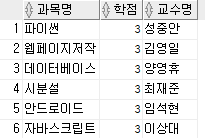 과목명 학점 교수명
1 파이썬 3 성중안
2 웹페이지저작 3 김영일
3 데이터베이스 3 양영휴
4 시분설 3 최재준
5 안드로이드 3 임석현
6 자바스크립트 3 이상대